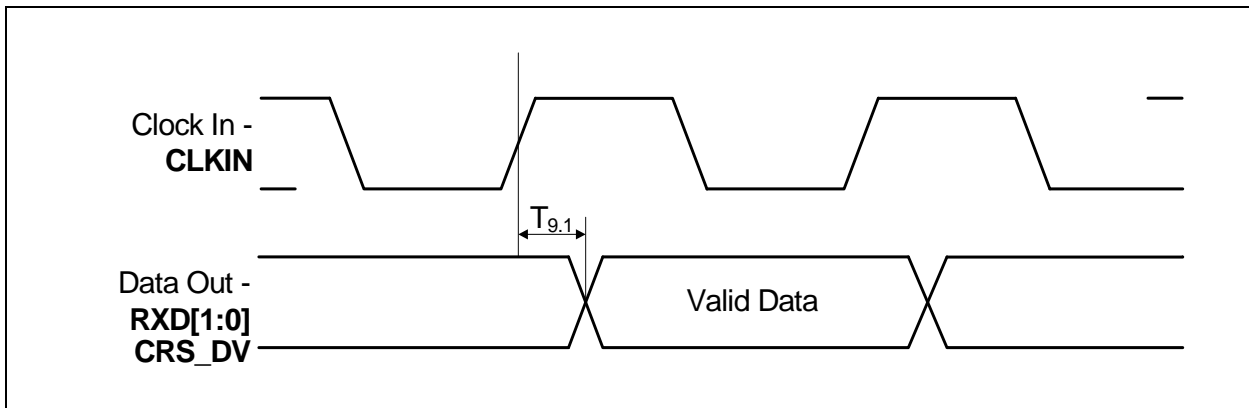 Clock In -
CLKIN
T9.1
Data Out -
RXD[1:0]
CRS_DV
Valid Data